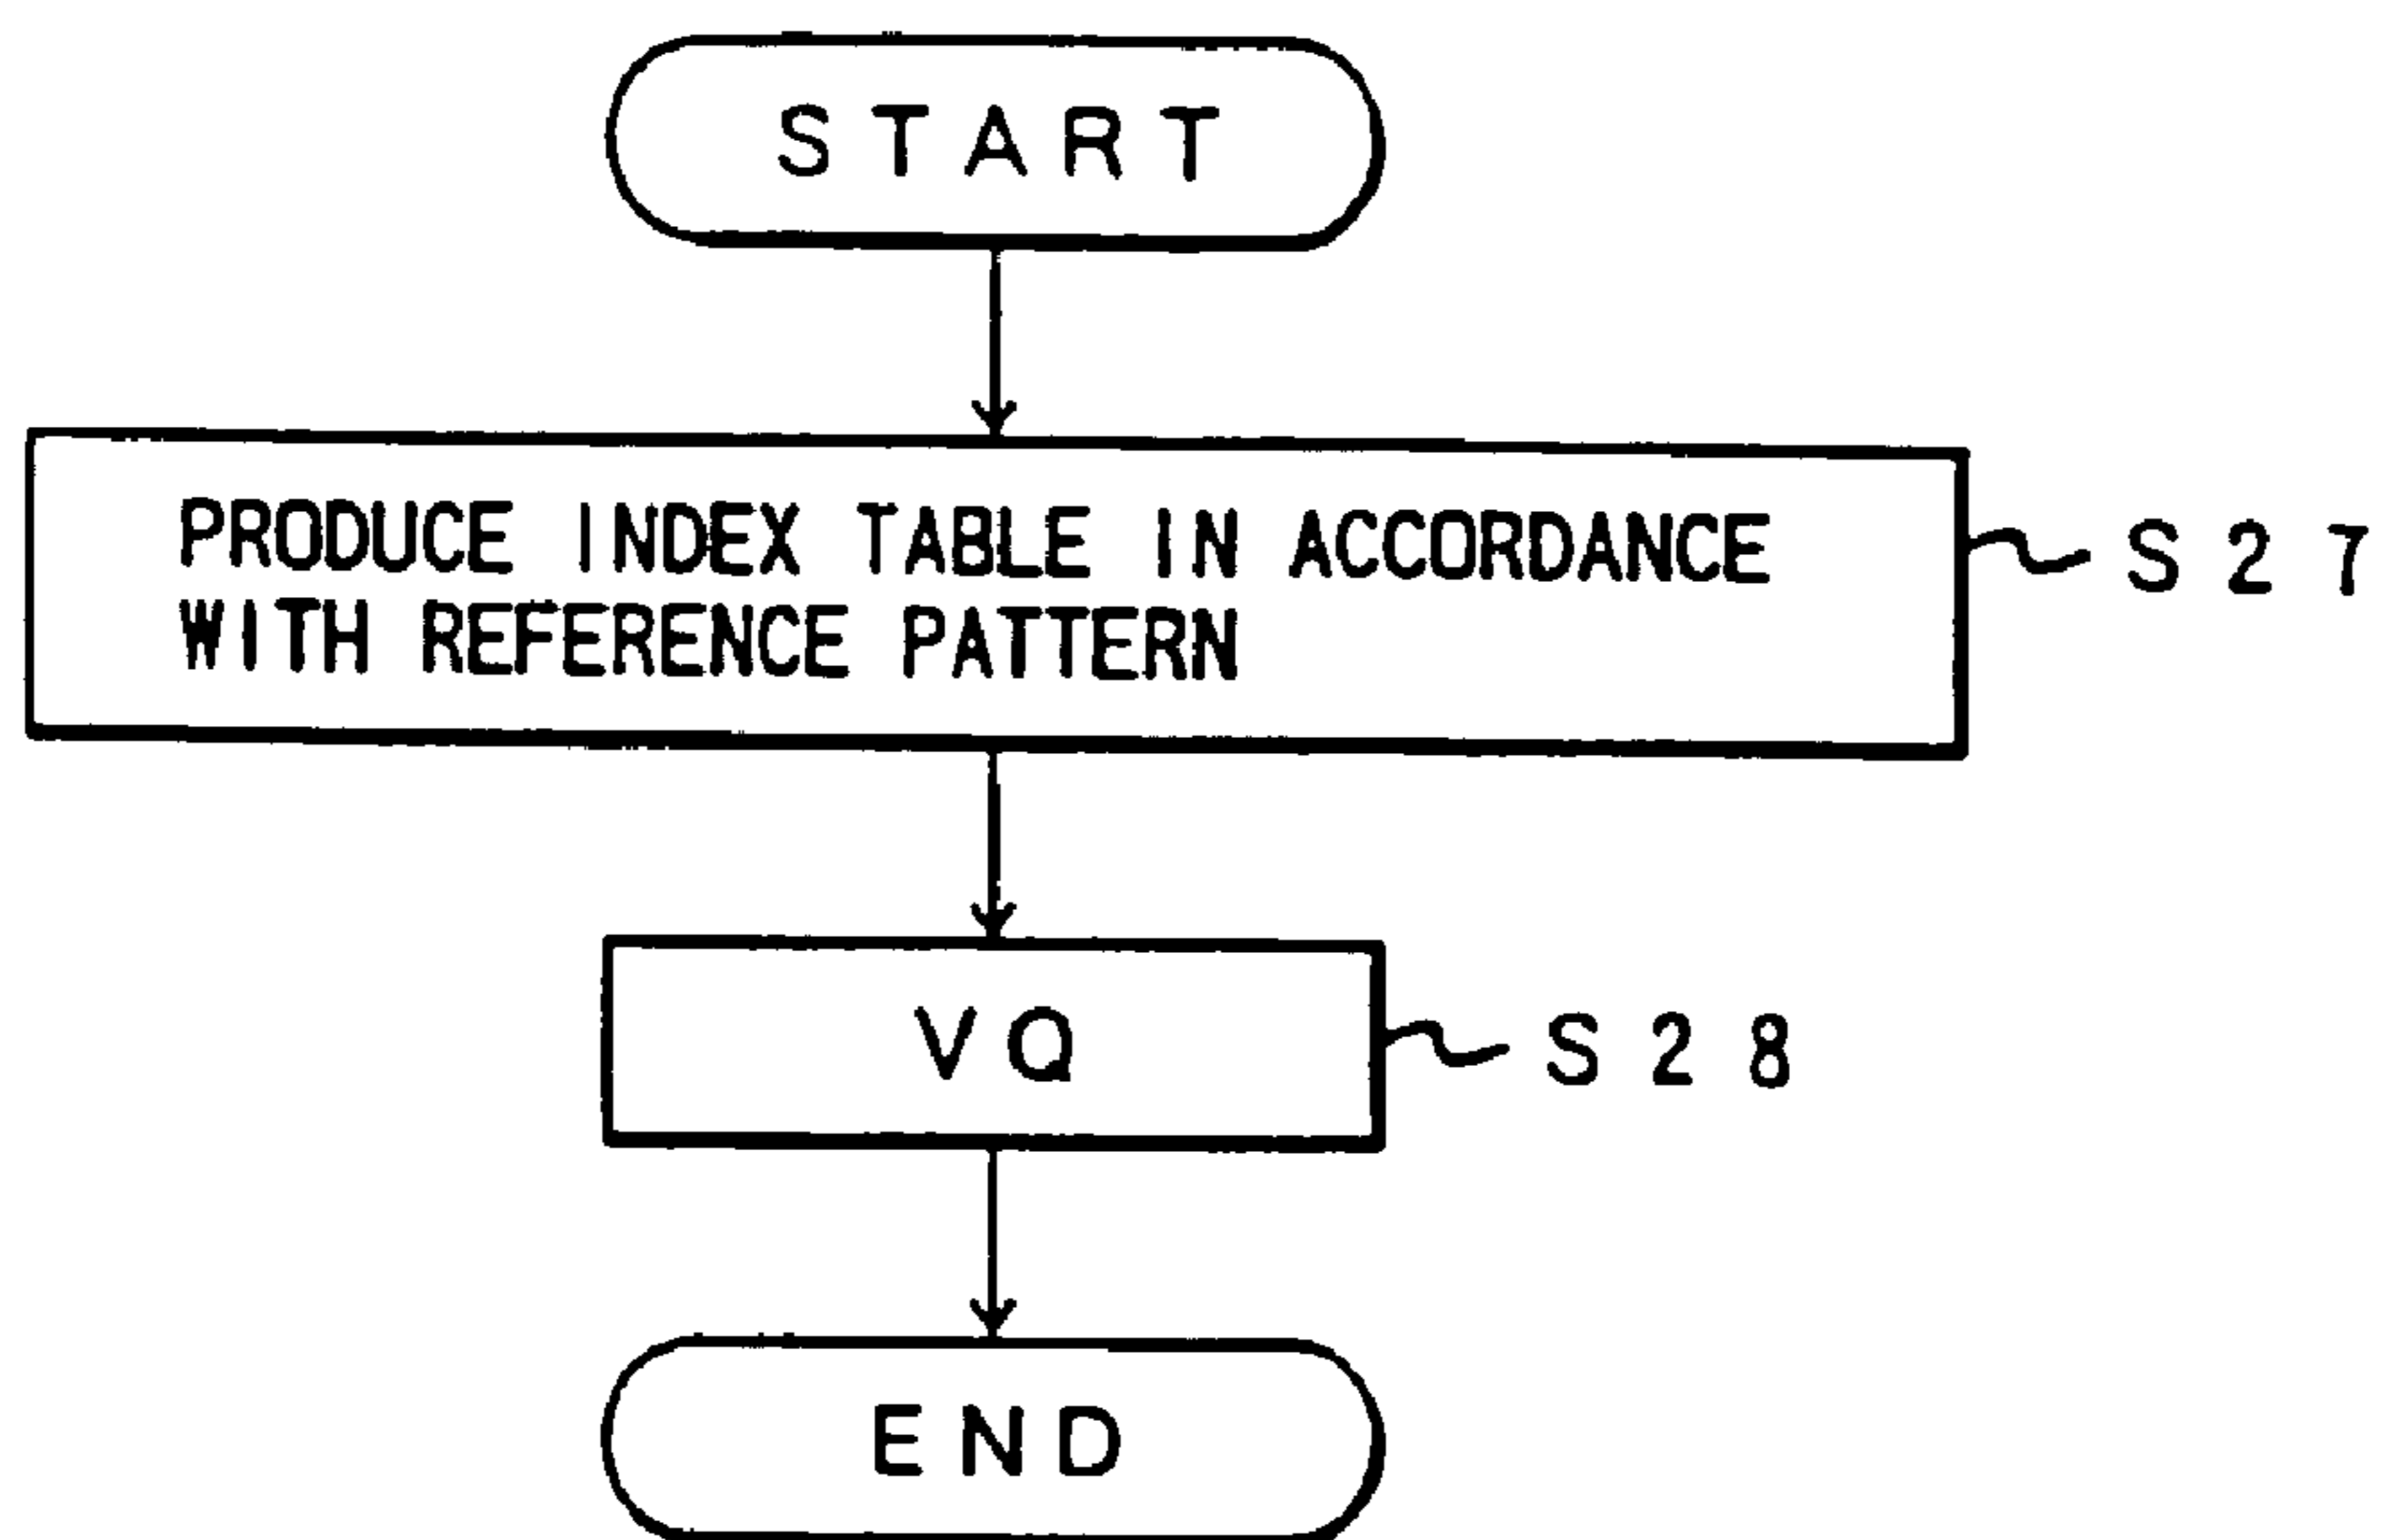 START
PRODUCE INDEX TABLE IN ACCORDANCE
WITH REFERENCE PATTERN
S27
VQ
S28
END